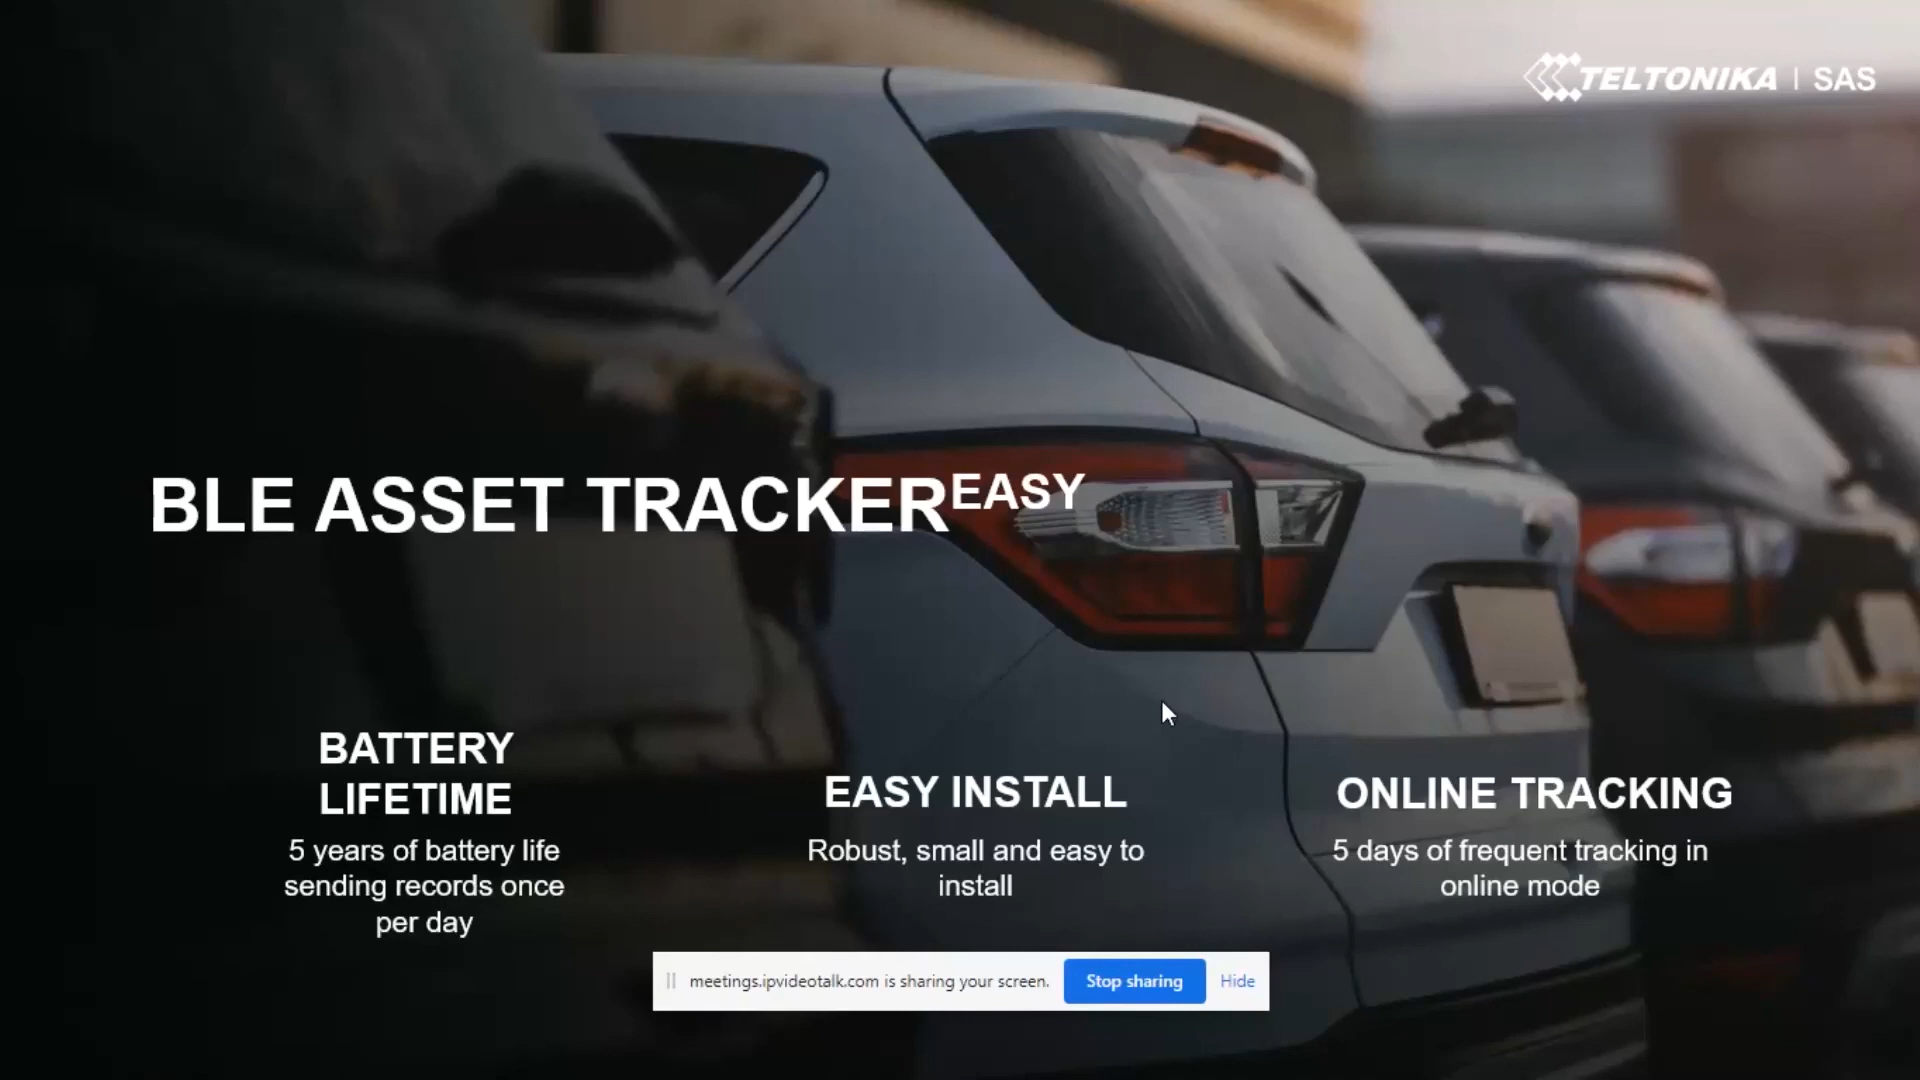 TELTONIKA | SAS
BLE ASSET TRACKEREASY
BATTERY
LIFETIME
5 years of battery life
sending records once
per day
EASY INSTALL
Robust, small and easy to
install
ONLINE TRACKING
5 days of frequent tracking in
online mode
meetings.ipvideotalk.com is sharing your screen. Stop sharing Hide